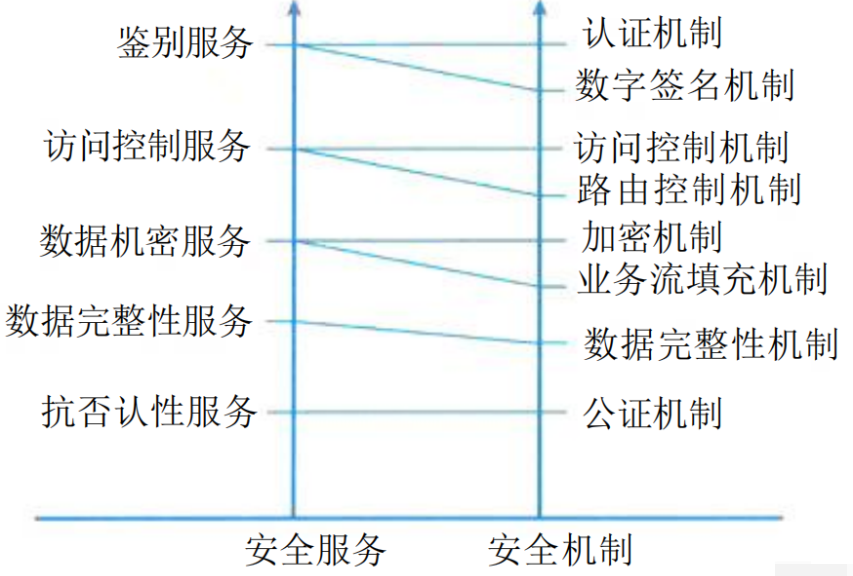 鉴别服务
认证机制
数字签名机制
访问控制服务
访问控制机制
路由控制机制
数据机密服务
加密机制
业务流填充机制
数据完整性服务
数据完整性机制
抗否认性服务
公证机制
安全服务
安全机制